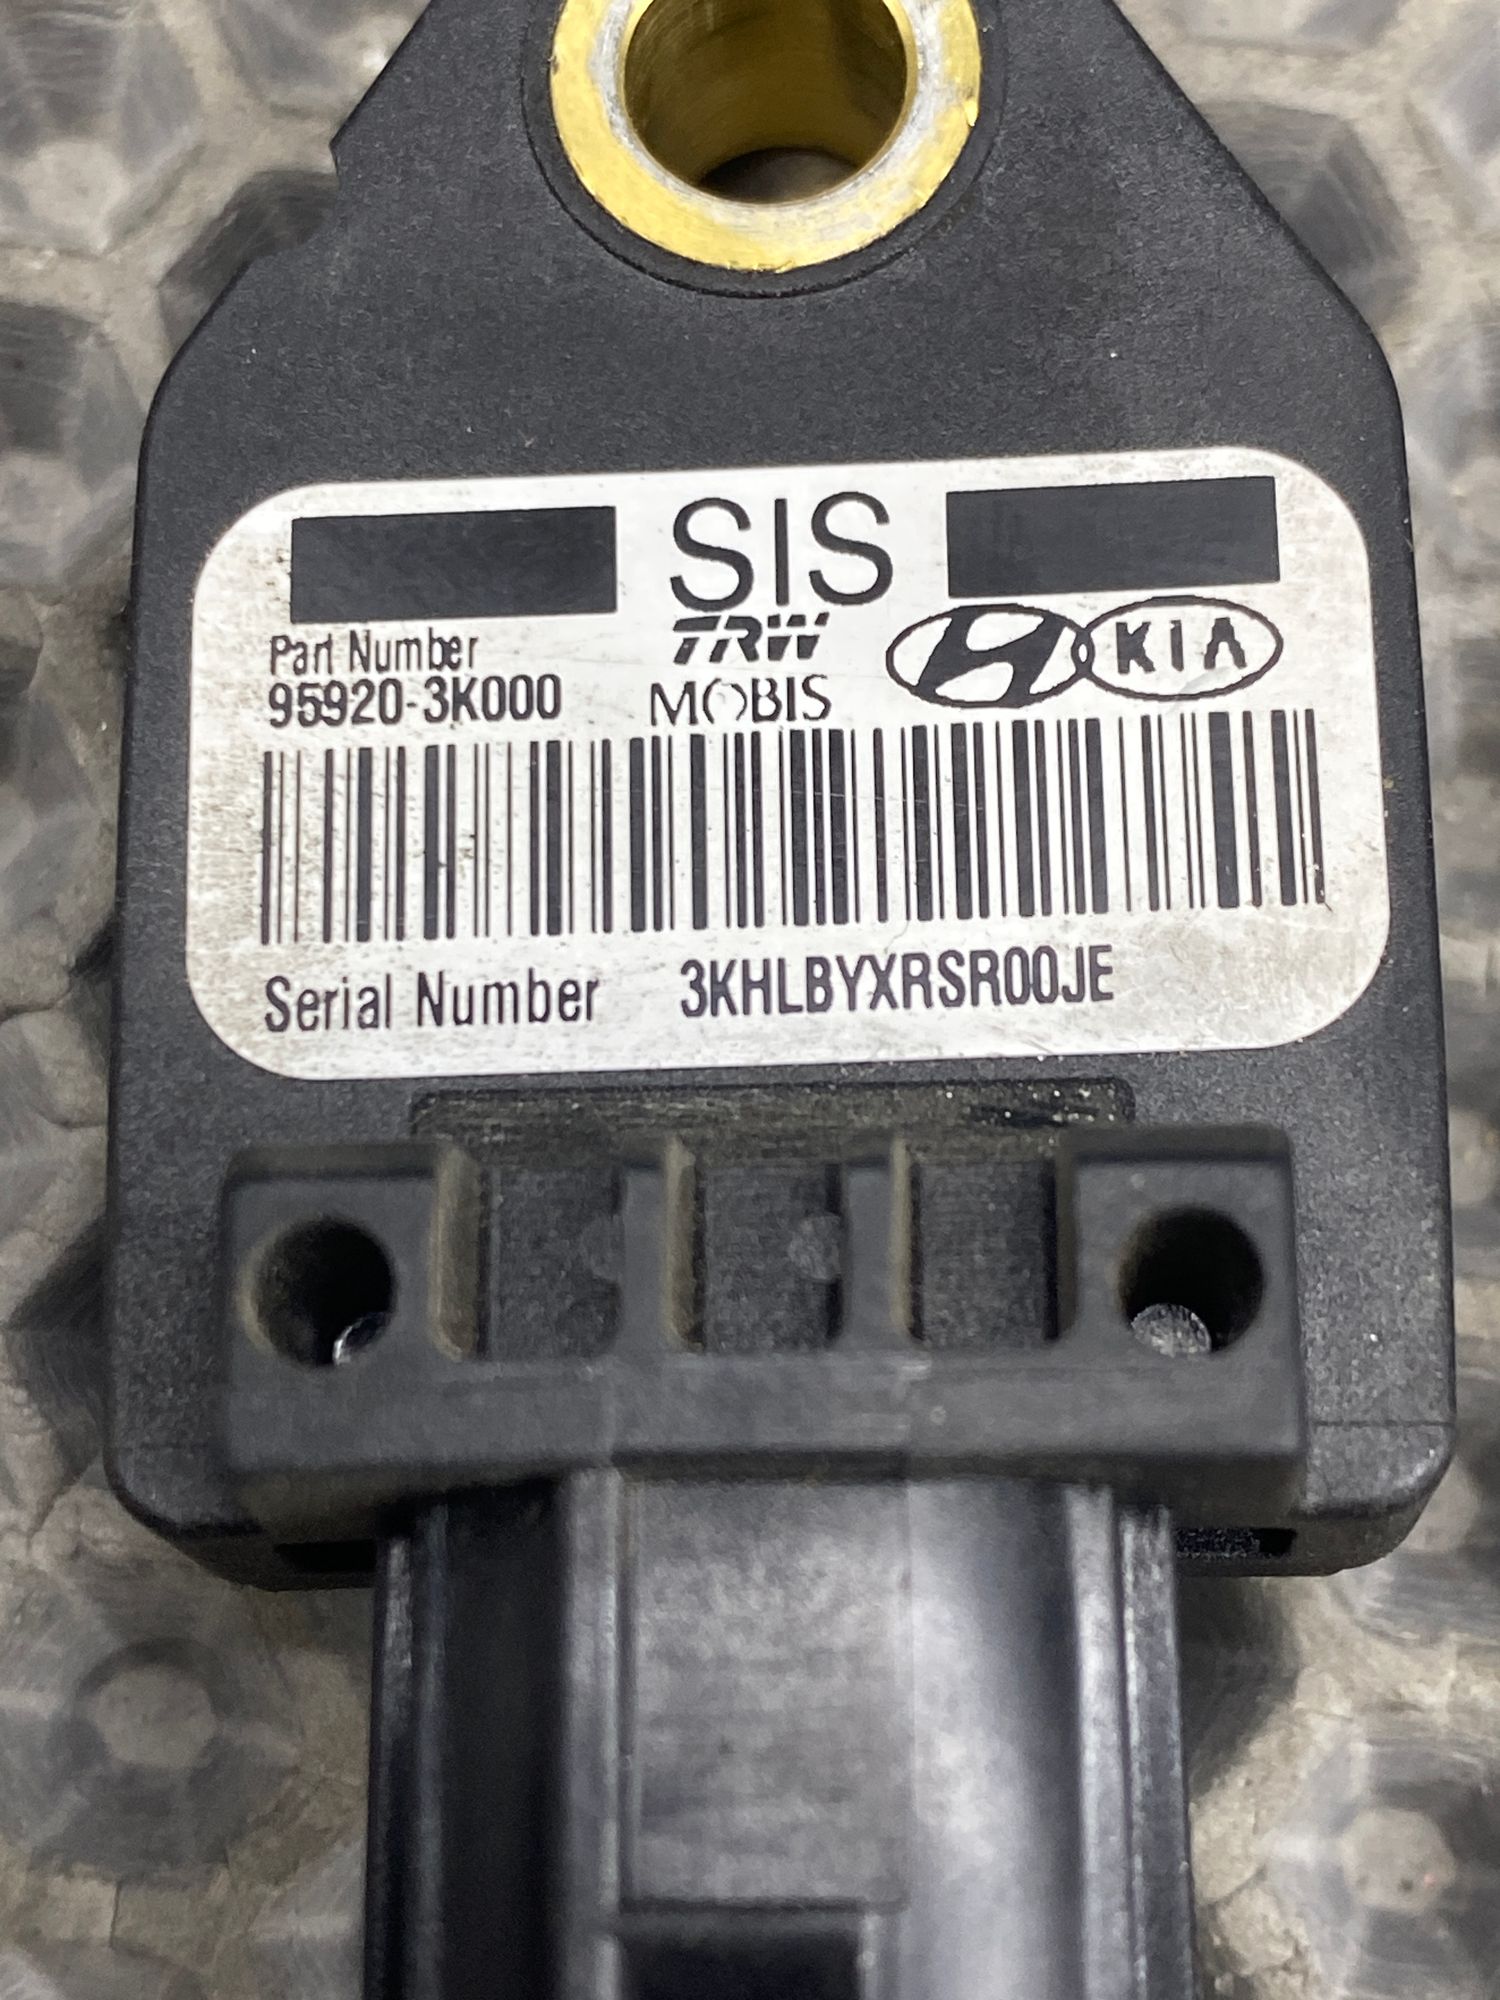 SIS
TRW
KIA
Part Number
95920-3K000
MOBIS
Serial Number 3KHLBYXRSR00JE